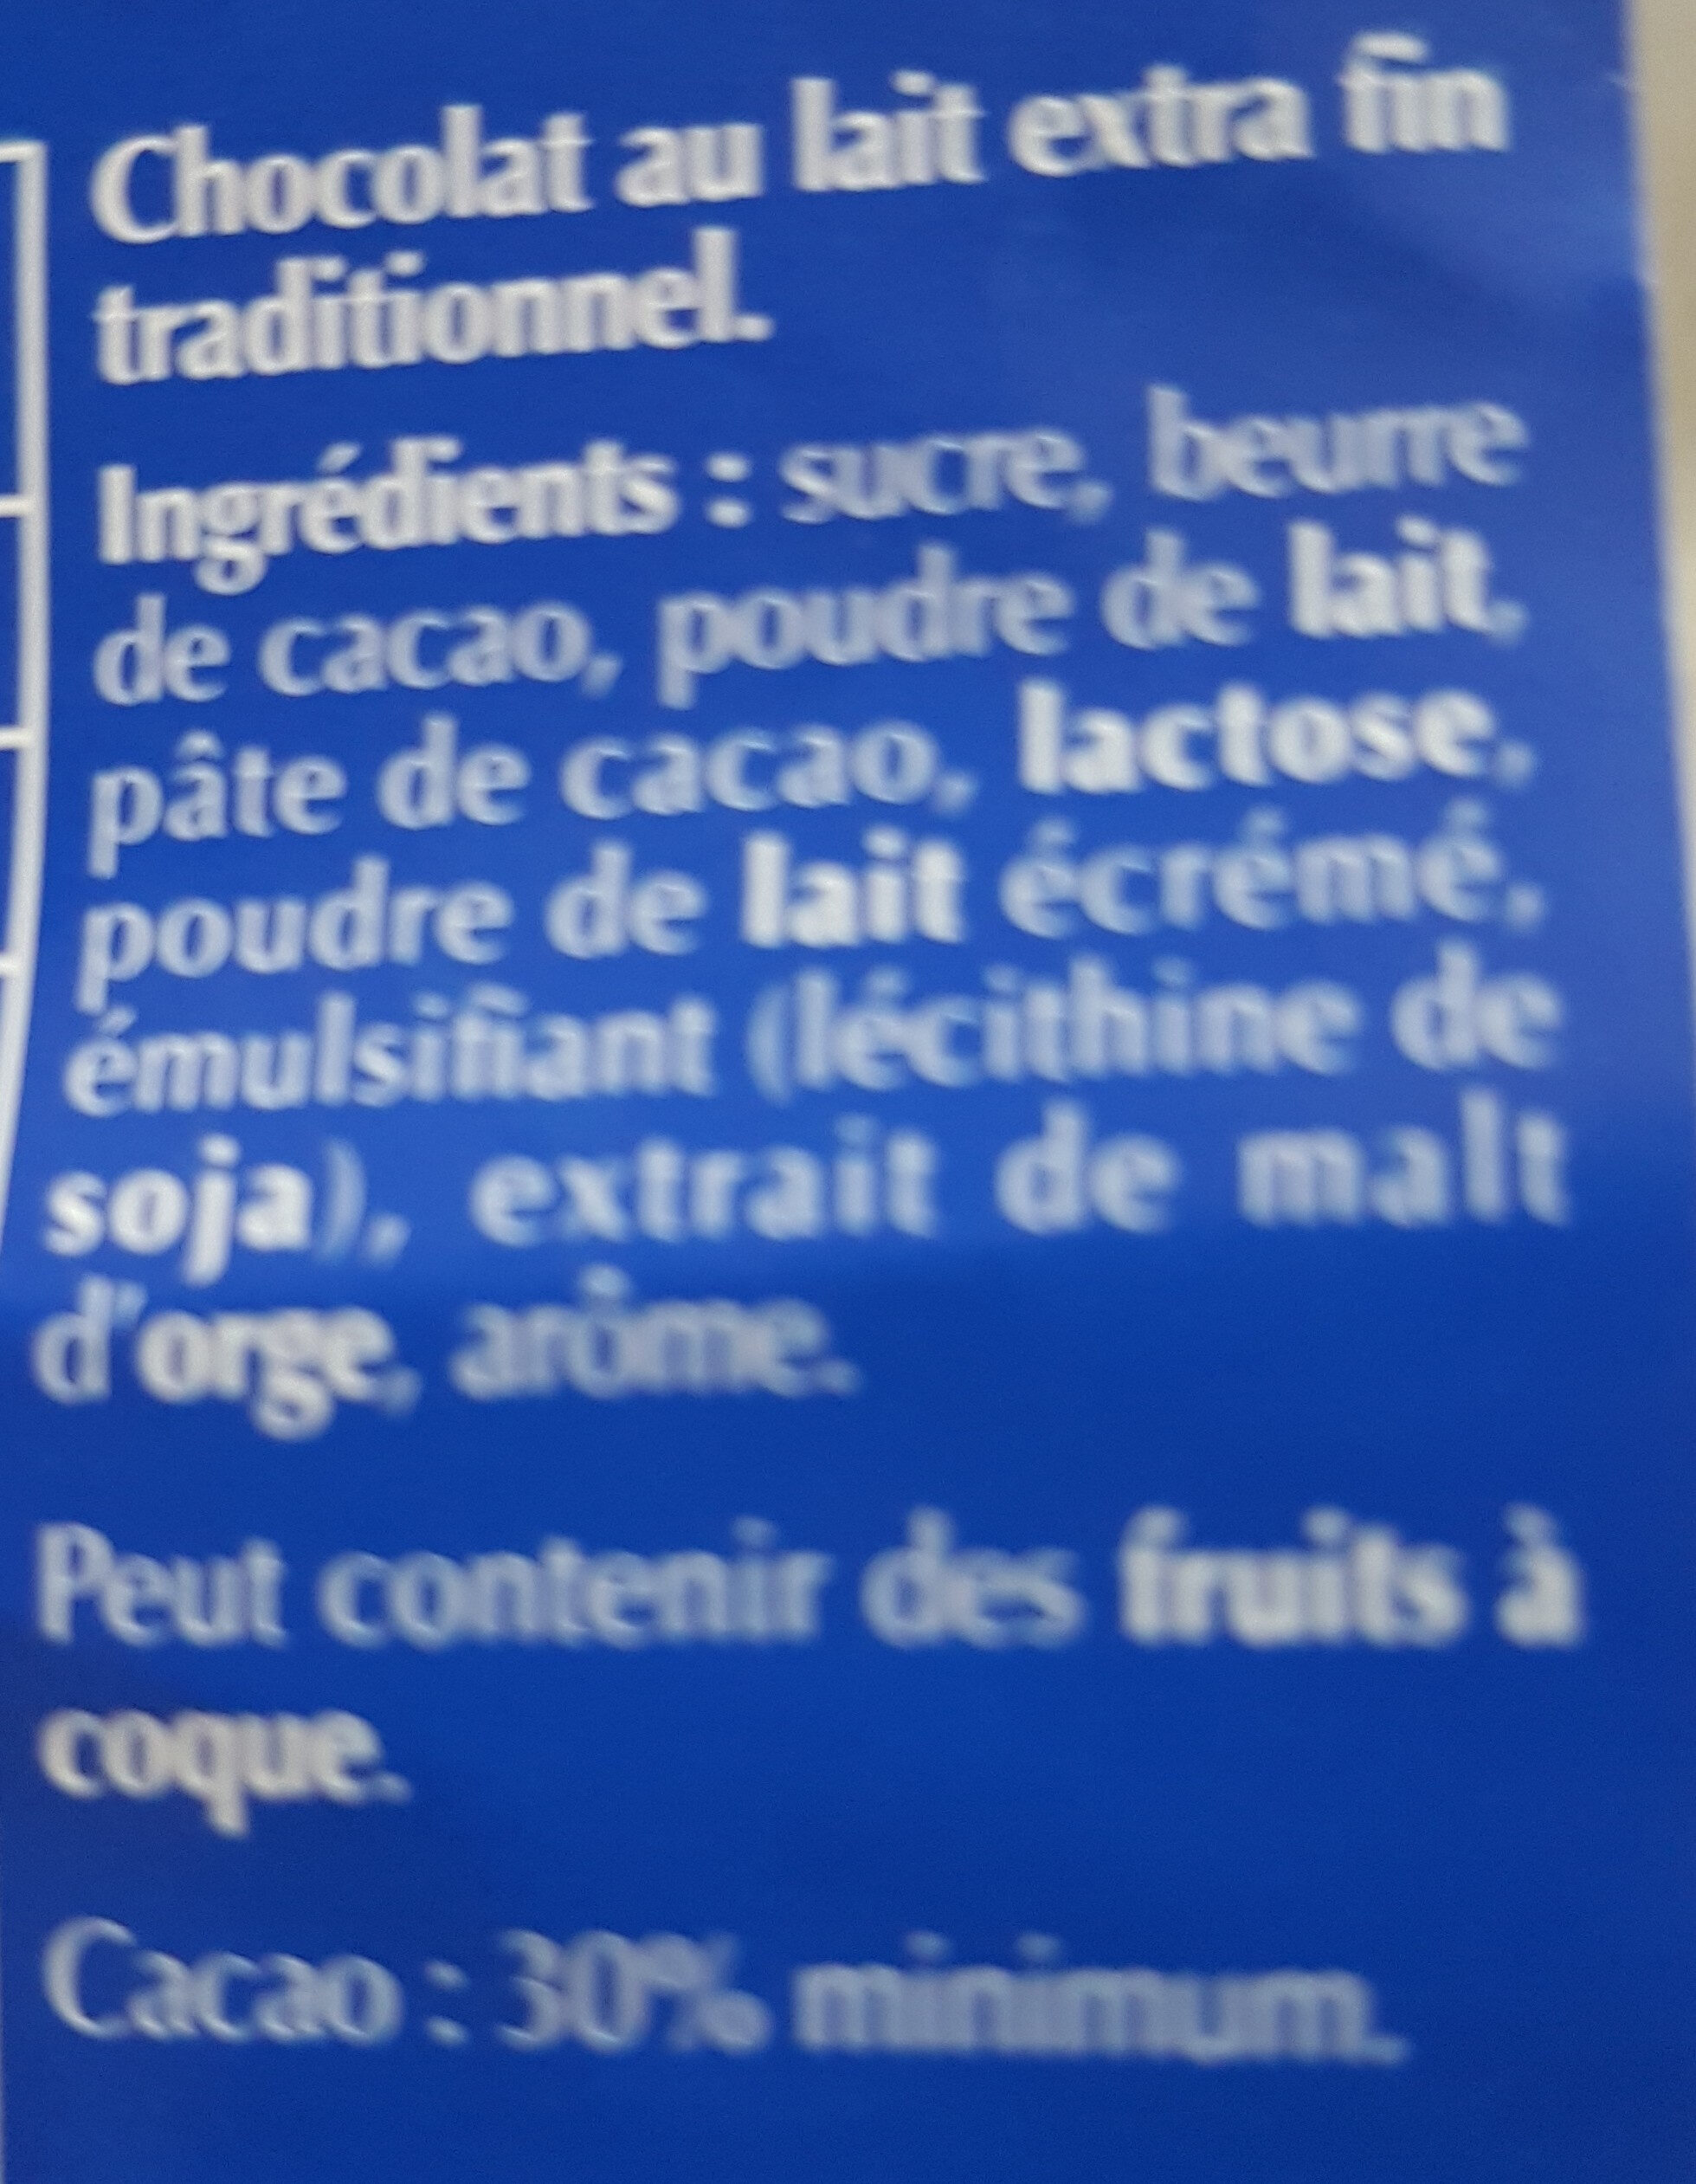 Chocolat au lait extra fin
traditionnel.
Ingrédients : sucre, beurre
de cacao, poudre de lait,
pâte de cacao, lactose,
poudre de lait écrémé,
émulsifiant (lécithine de
soja), extrait de malt
d'orge, arôme.
Peut contenir des fruits à
coque.
Cacao : 30% minimum.